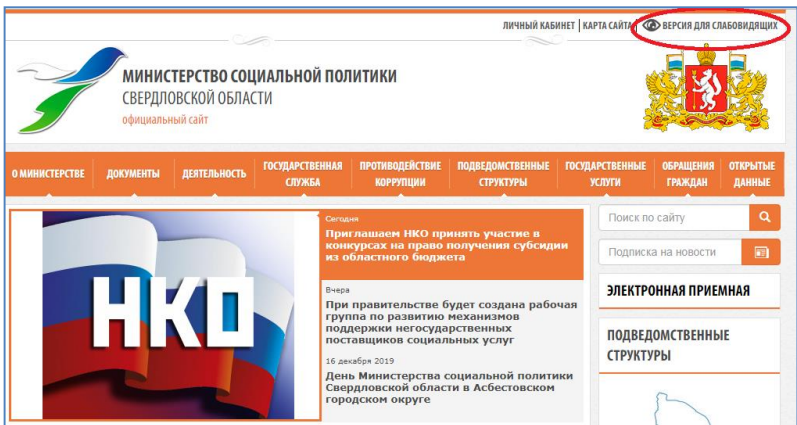 ЛИЧНЫЙ КАБИНЕТ | КАРТА САЙТА | ВЕРСИЯ ДЛЯ СЛАБОВИДЯЩИХ
МИНИСТЕРСТВО СОЦИАЛЬНОЙ ПОЛИТИКИ
СВЕРДЛОВСКОЙ ОБЛАСТИ
официальный сайт
О МИНИСТЕРСТВЕ
ДОКУМЕНТЫ
ДЕЯТЕЛЬНОСТЬ
ГОСУДАРСТВЕННАЯ
СЛУЖБА
ПРОТИВОДЕЙСТВИЕ
КОРРУПЦИИ
ПОДВЕДОМСТВЕННЫЕ
СТРУКТУРЫ
ГОСУДАРСТВЕННЫЕ
УСЛУГИ
ОБРАЩЕНИЯ
ГРАЖДАН
ОТКРЫТЫЕ
ДАННЫЕ
НКО
Сегодня
Приглашаем НКО принять участие в
конкурсах на право получения субсидии
из областного бюджета
Вчера
При правительстве будет создана рабочая
группа по развитию механизмов
поддержки негосударственных
поставщиков социальных услуг
16 декабря 2019
День Министерства социальной политики
Свердловской области в Асбестовском
городском округе
Поиск по сайту
Подписка на новости
ЭЛЕКТРОННАЯ ПРИЕМНАЯ
ПОДВЕДОМСТВЕННЫЕ
СТРУКТУРЫ